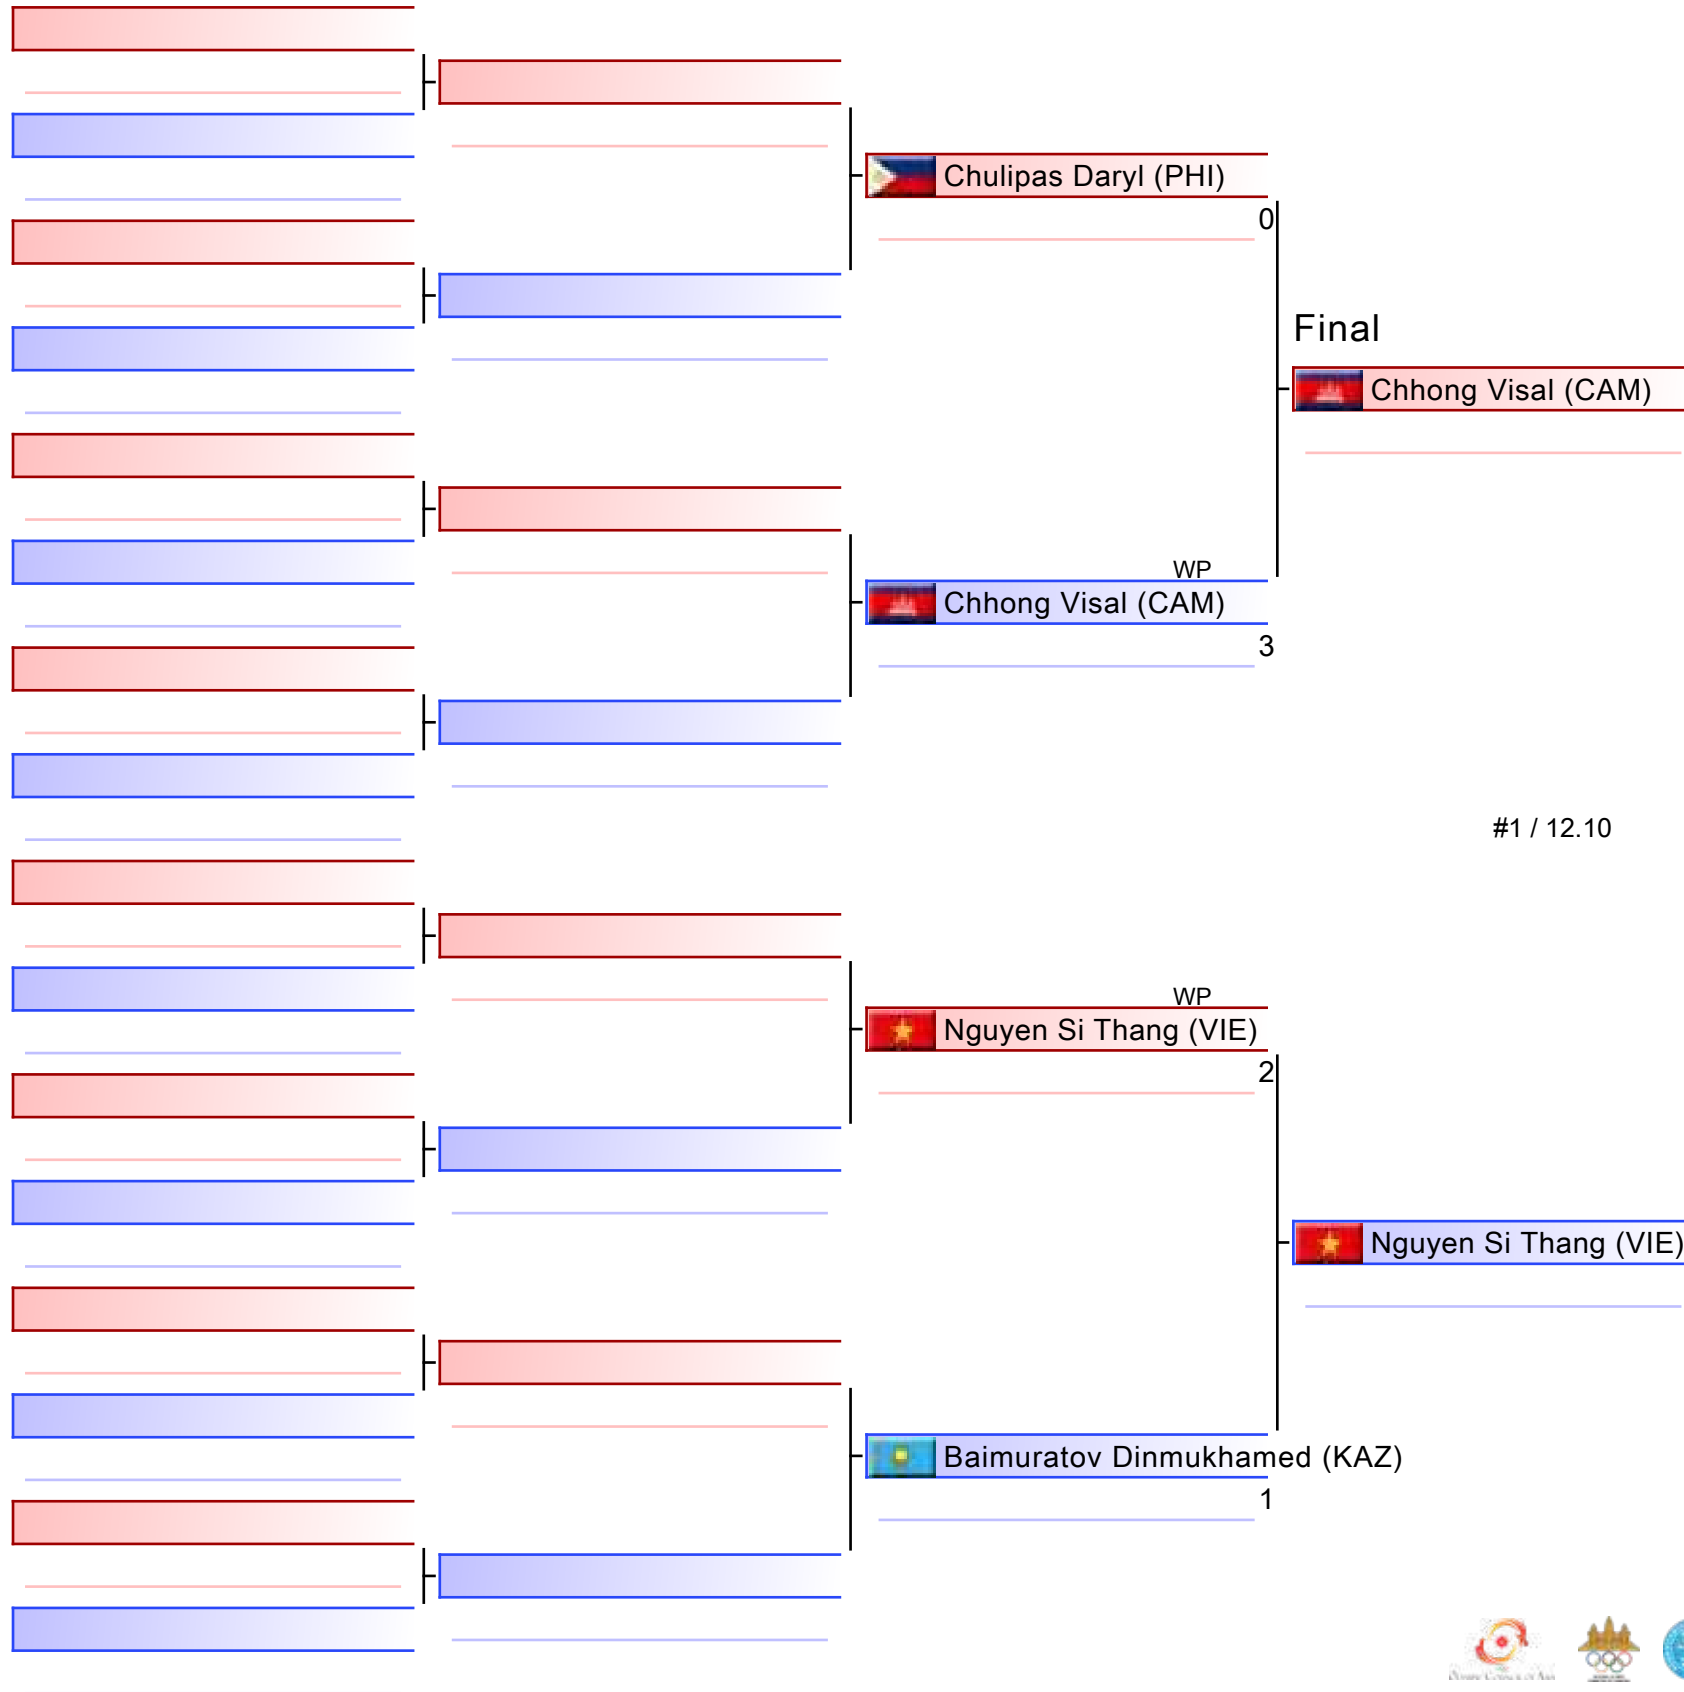 Chulipas Daryl (PHI)
0
Final
Chhong Visal (CAM)
WP
Chhong Visal (CAM)
3
#1 / 12.10
WP
Nguyen Si Thang (VIE)
2
Nguyen Si Thang (VIE)
Baimuratov Dinmukhamed (KAZ)
1